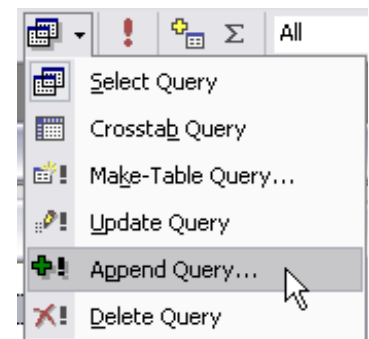 All
Select Query
Crosstab Query
Make-Table Query...
Update Query
Append Query...
Delete Query